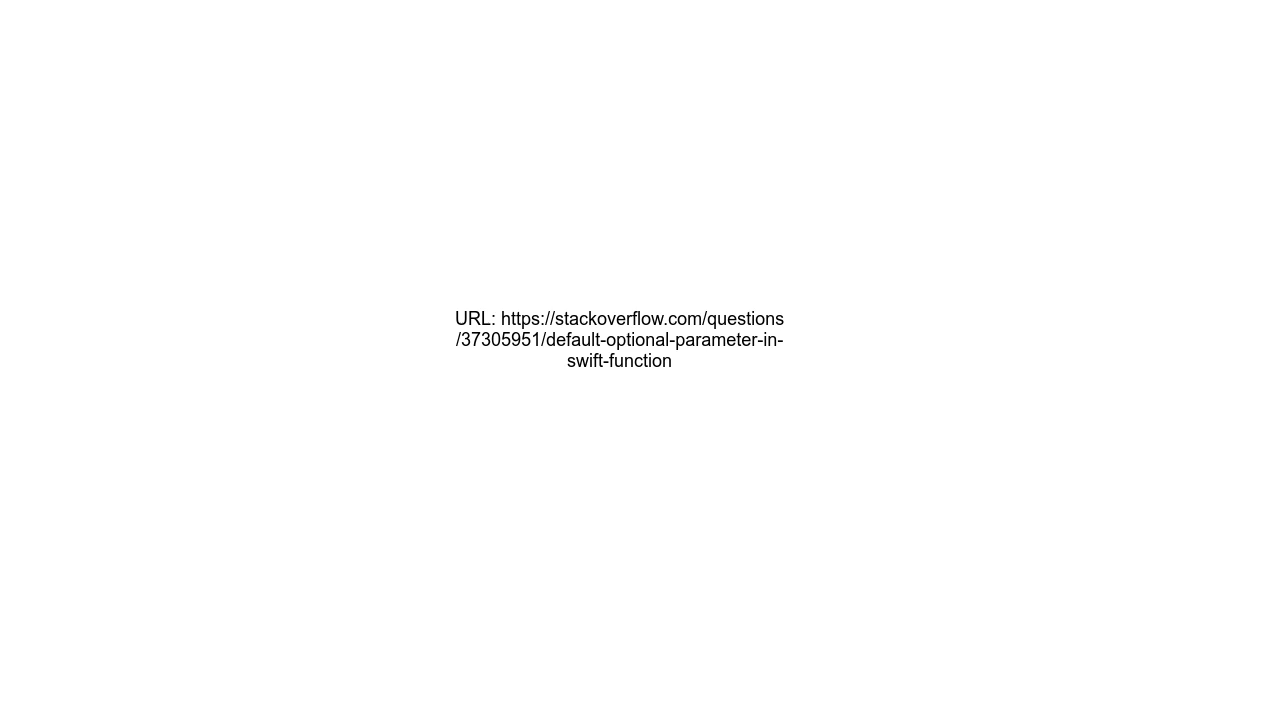 URL: https://stackoverflow.com/questions
/37305951/default-optional-parameter-in-
swift-function